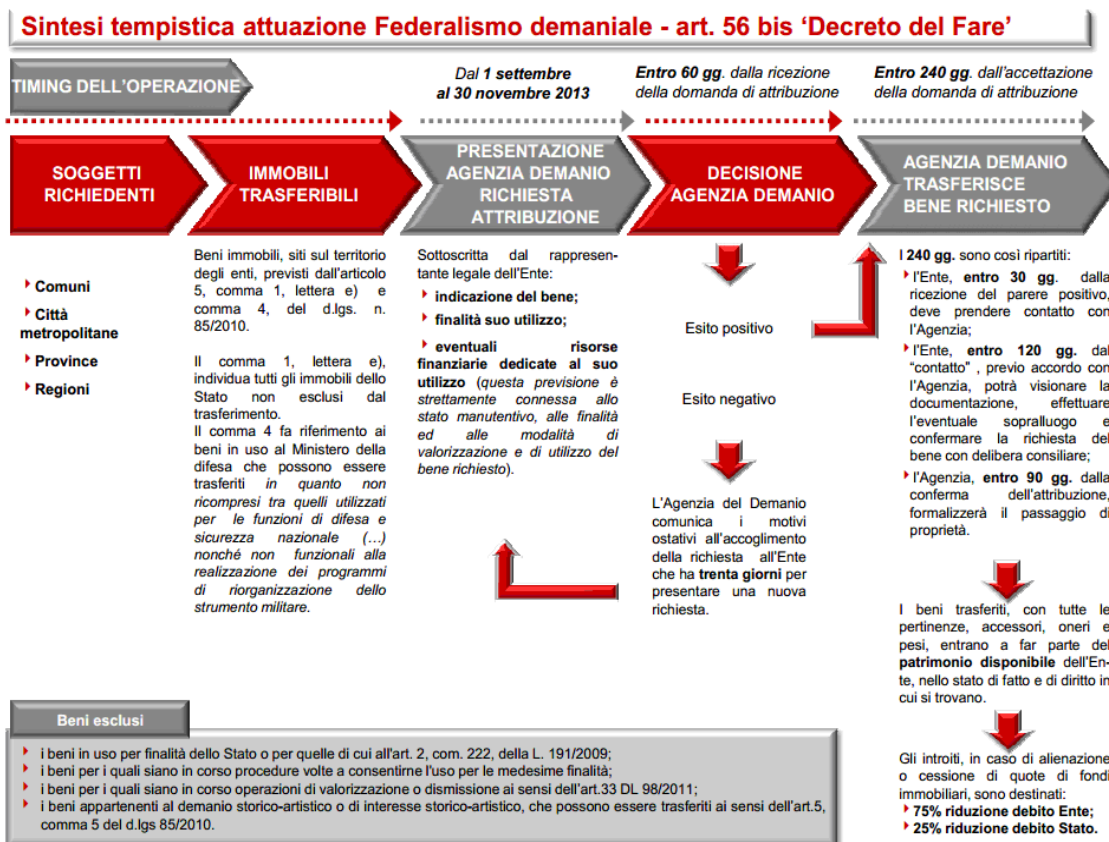 Sintesi tempistica attuazione Federalismo demaniale - art. 56 bis ‘Decreto del Fare’
TIMING DELL'OPERAZIONE
Dal 1 settembre
al 30 novembre 2013
Entro 60 gg. dalla ricezione
della domanda di attribuzione
Entro 240 gg. dall'accettazione
della domanda di attribuzione
SOGGETTI
RICHIEDENTI
IMMOBILI
TRASFERIBILI
PRESENTAZIONE
AGENZIA DEMANIO
RICHIESTA
ATTRIBUZIONE
DECISIONE
AGENZIA DEMANIO
AGENZIA DEMANIO
TRASFERISCE
BENE RICHIESTO
Comuni
Città
metropolitane
Province
Regioni
Beni immobili, siti sul territorio
degli enti, previsti dall'articolo
5, comma 1, lettera e) e
comma 4, del d.lgs. n.
85/2010.
Il comma 1, lettera e),
individua tutti gli immobili dello
Stato non esclusi dal
trasferimento.
Il comma 4 fa riferimento ai
beni in uso al Ministero della
difesa che possono essere
trasferiti in quanto non
ricompresi tra quelli utilizzati
per le funzioni di difesa e
sicurezza nazionale (…)
nonché non funzionali alla
realizzazione dei programmi
di riorganizzazione dello
strumento militare.
Sottoscritta dal rappresen-
tante legale dell'Ente:
indicazione del bene;
finalità suo utilizzo;
eventuali risorse
finanziarie dedicate al suo
utilizzo (questa previsione è
strettamente connessa allo
stato manutentivo, alle finalità
ed alle modalità di
valorizzazione e di utilizzo del
bene richiesto).
Esito positivo
Esito negativo
L'Agenzia del Demanio
comunica i motivi
ostativi all'accoglimento
della richiesta all'Ente
che ha trenta giorni per
presentare una nuova
richiesta.
I 240 gg. sono così ripartiti:
l'Ente, entro 30 gg. dalla
ricezione del parere positivo,
deve prendere contatto con
l'Agenzia;
l'Ente, entro 120 gg. dal
“contatto” , previo accordo con
l'Agenzia, potrà visionare la
documentazione, effettuare
l'eventuale sopralluogo e
confermare la richiesta del
bene con delibera consiliare;
l'Agenzia, entro 90 gg. dalla
conferma dell'attribuzione,
formalizzerà il passaggio di
proprietà.
I beni trasferiti, con tutte le
pertinenze, accessori, oneri e
pesi, entrano a far parte del
patrimonio disponibile dell'En-
te, nello stato di fatto e di diritto in
cui si trovano.
Gli introiti, in caso di alienazione
o cessione di quote di fondi
immobiliari, sono destinati:
75% riduzione debito Ente;
25% riduzione debito Stato.
Beni esclusi
i beni in uso per finalità dello Stato o per quelle di cui all'art. 2, com. 222, della L. 191/2009;
i beni per i quali siano in corso procedure volte a consentirne l'uso per le medesime finalità;
i beni per i quali siano in corso operazioni di valorizzazione o dismissione ai sensi dell'art.33 DL 98/2011;
i beni appartenenti al demanio storico-artistico o di interesse storico-artistico, che possono essere trasferiti ai sensi dell'art.5,
comma 5 del d.lgs 85/2010.